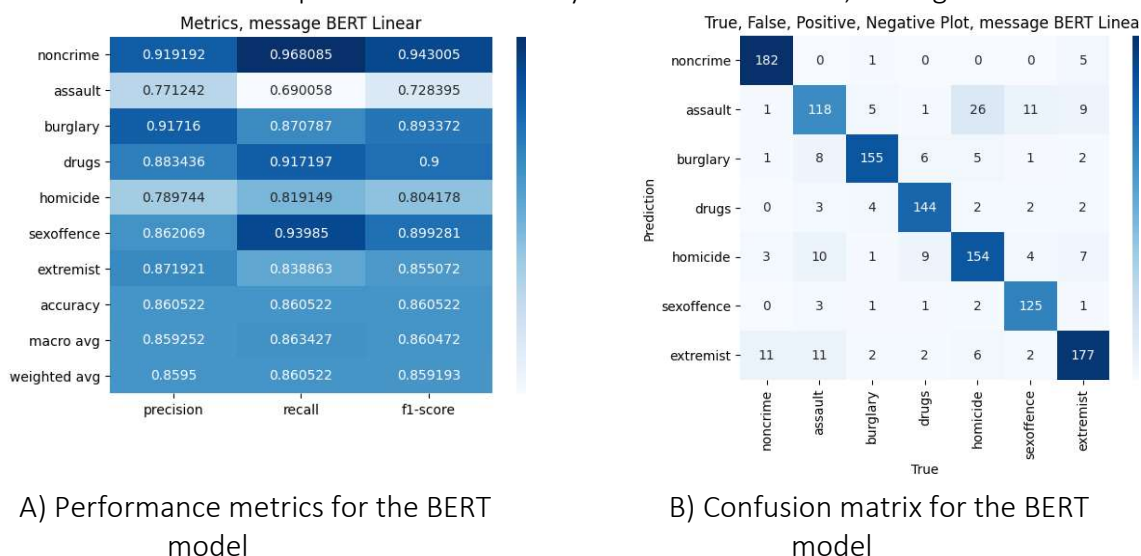 Metrics, message BERT Linear
noncrime 0.919192 0.968085 0.943005
assault 0.771242 0.690058 0.728395
burglary 0.91716 0.870787 0.893372
drugs 0.883436 0.917197 0.9
homicide 0.789744 0.819149 0.804178
sexoffence 0.862069 0.93985 0.899281
extremist 0.871921 0.838863 0.855072
accuracy 0.860522 0.860522 0.860522
macro avg 0.859252 0.863427 0.860472
weighted avg 0.8595 0.860522 0.859193
precision recall f1-score
A) Performance metrics for the BERT
model
True, False, Positive, Negative Plot, message BERT Linea
Prediction
noncrime 182 0 1 0 0 0 5
assault 1 118 5 1 26 11 9
burglary 1 8 155 6 5 1 2
drugs 0 3 4 144 2 2 2
homicide 3 10 1 9 154 4 7
sexoffence 0 3 1 1 2 125 1
extremist 11 11 2 2 6 2 177
noncrime assault burglary drugs homicide sexoffence extremist
True
B) Confusion matrix for the BERT
model